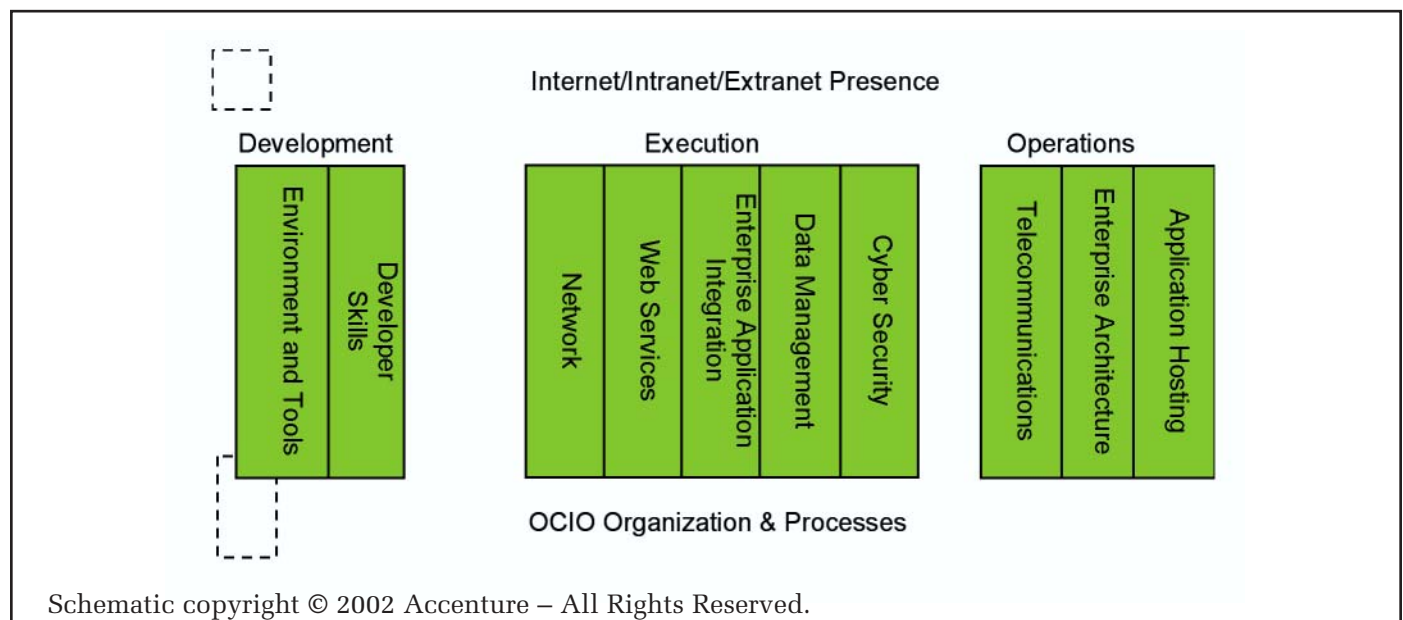 Internet/Intranet/Extranet Presence
Development
Execution
Operations
Environment and Tools
Developer
Skills
Network
Web Services
Enterprise Application
Integration
Data Management
Cyber Security
Telecommunications
Enterprise Architecture
Application Hosting
OCIO Organization & Processes
Schematic copyright © 2002 Accenture – All Rights Reserved.